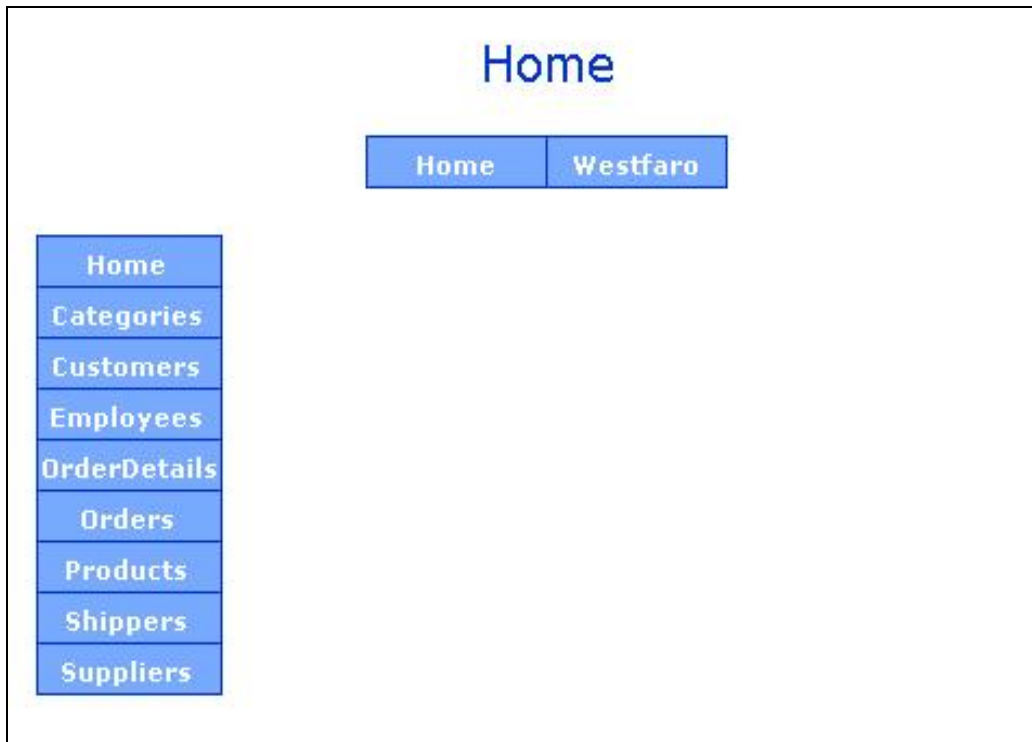 Home
Home Westfaro
Home
Categories
Customers
Employees
OrderDetails
Orders
Products
Shippers
Suppliers